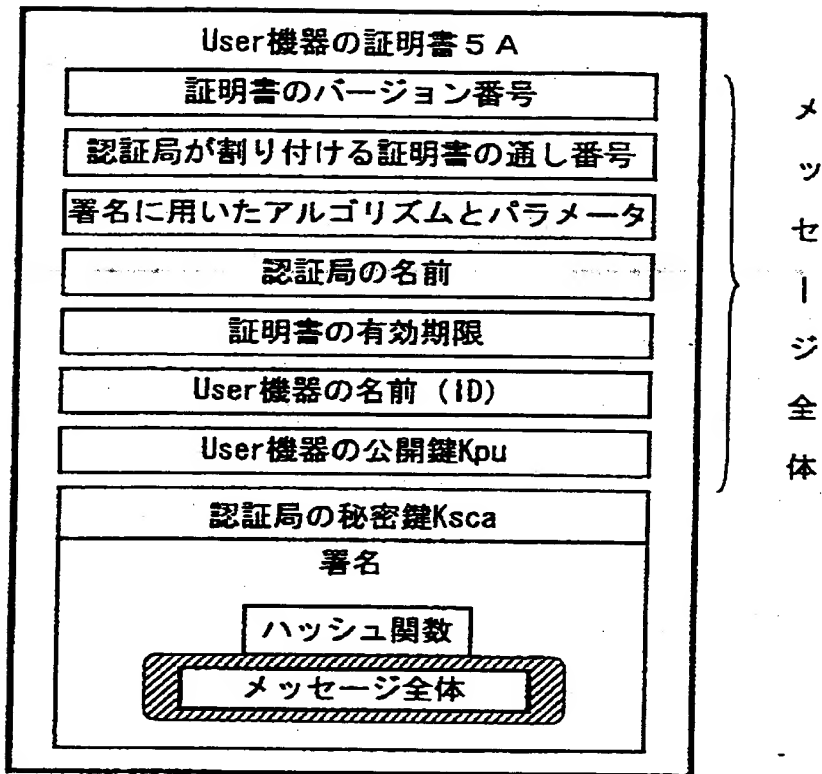 User機器の証明書５Ａ
証明書のバージョン番号
認証局が割り付ける証明書の通し番号
署名に用いたアルゴリズムとパラメータ
認証局の名前
証明書の有効期限
User機器の名前 (ID)
User機器の公開鍵Kpu
認証局の秘密鍵Ksca
署名
ハッシュ関数
メッセージ全体
メッセージ全体